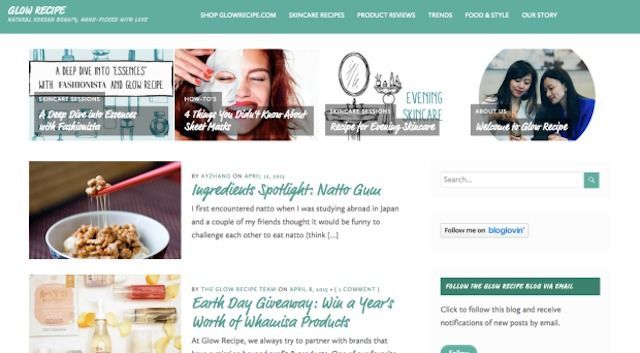 GLOW RECIPE
NATURAL KOREAN BEAUTY, HAND-PICKED WITH LOVE
SHOP GLOWRECIPE.COM
SKINCARE RECIPES
PRODUCT REVIEWS
TRENDS
FOOD & STYLE
OUR STORY
A DEEP DIVE INTO "ESSENCES"
WITH FASHIONISTA AND GLOW RECIPE
SKINCARE SESSIONS
A Deep Dive into Essences
with Fashionista
HOW-TO'S
4 Things You Didn't Know About
Sheet Masks
EVENING
SKINCARE
SKINCARE SESSIONS
Recipe for Evening Skincare
ABOUT US
Welcome to Glow Recipe
BY AYZHANG ON APRIL 12, 2015
Ingredients Spotlight: Natto Gum
I first encountered natto when I was studying abroad in Japan
and a couple of my friends thought it would be funny to
challenge each other to eat natto (think [...]
BY THE GLOW RECIPE TEAM ON APRIL 8, 2015 • ( 1 COMMENT )
Earth Day Giveaway: Win a Year's
Worth of Whamisa Products
At Glow Recipe, we always try to partner with brands that
Search...
Follow me on bloglovin'
FOLLOW THE GLOW RECIPE BLOG VIA EMAIL
Click to follow this blog and receive
notifications of new posts by email.